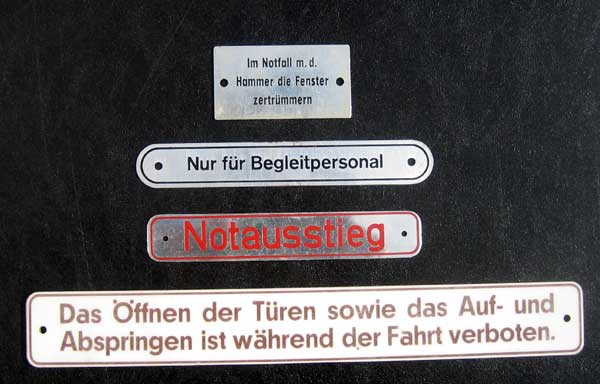 Im Notfall m. d.
Hammer die Fenster
zertrümmern
Nur für Begleitpersonal
Notausstieg
Das Öffnen der Türen sowie das Auf- und
Abspringen ist während der Fahrt verboten.